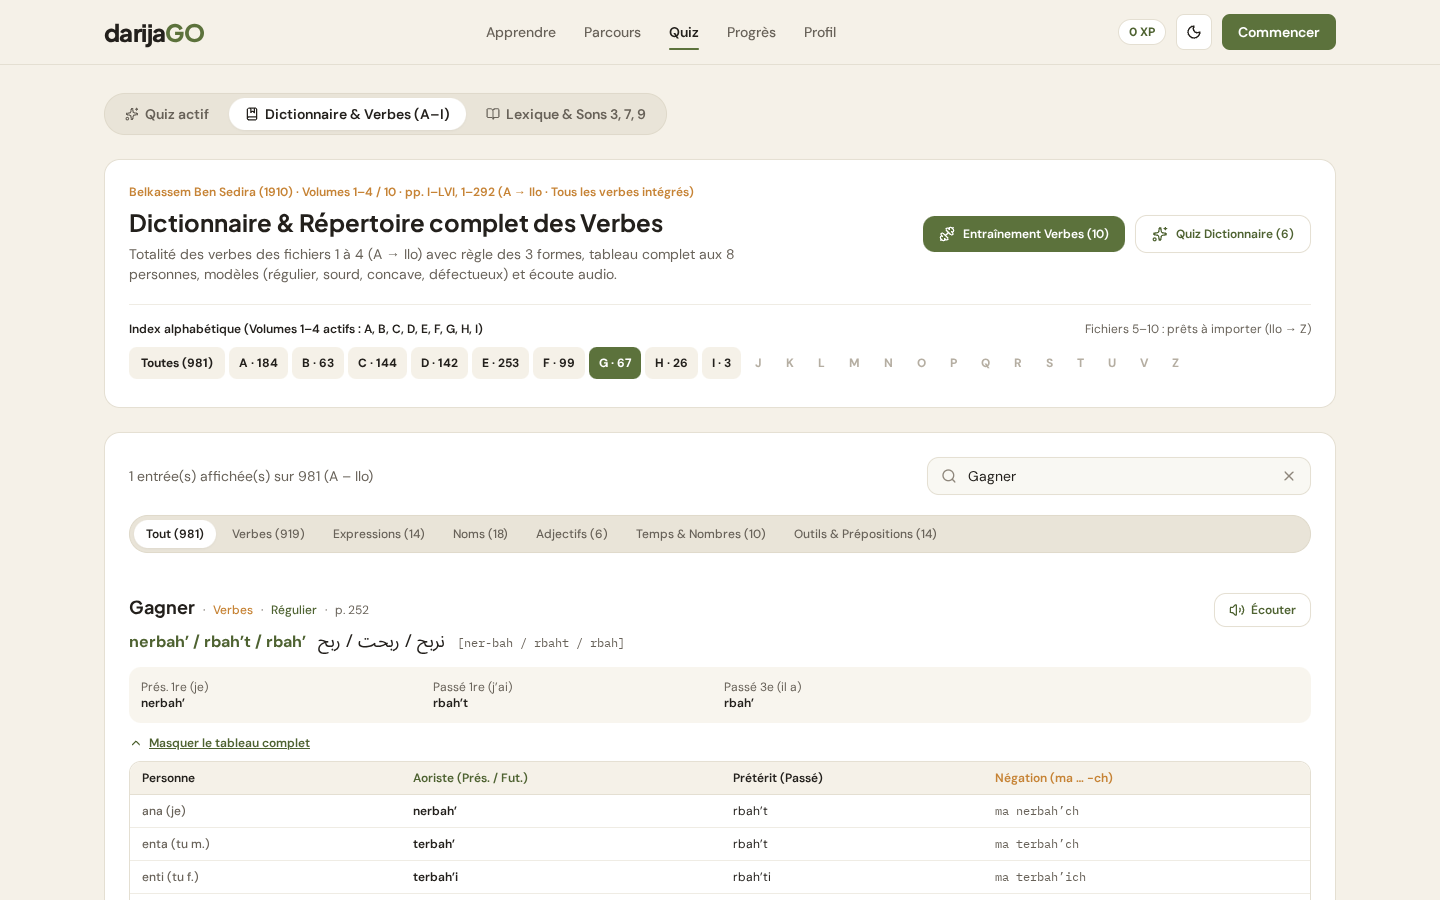 darijaGO
Apprendre
Parcours
Quiz
Progrès
Profil
0 XP
Commencer
Quiz actif
Dictionnaire & Verbes (A–I)
Lexique & Sons 3, 7, 9
Belkassem Ben Sedira (1910) · Volumes 1–4 / 10 · pp. I–LVI, 1–292 (A → Ilo · Tous les verbes intégrés)
Dictionnaire & Répertoire complet des Verbes
Totalité des verbes des fichiers 1 à 4 (A → Ilo) avec règle des 3 formes, tableau complet aux 8
personnes, modèles (régulier, sourd, concave, défectueux) et écoute audio.
Entraînement Verbes (10)
Quiz Dictionnaire (6)
Index alphabétique (Volumes 1–4 actifs : A, B, C, D, E, F, G, H, I)
Fichiers 5–10 : prêts à importer (Ilo → Z)
Toutes (981) A · 184 B · 63 C · 144 D · 142 E · 253 F · 99 G · 67 H · 26 I · 3 J K L M N O P Q R S T U V Z
1 entrée(s) affichée(s) sur 981 (A – Ilo)
Gagner
Tout (981) Verbes (919) Expressions (14) Noms (18) Adjectifs (6) Temps & Nombres (10) Outils & Prépositions (14)
Gagner · Verbes · Régulier · p. 252
Écouter
nerbah’ / rbah’t / rbah’ نربح / ربحت / ربح [ner-bah / rbaht / rbah]
Prés. 1re (je) Passé 1re (j’ai) Passé 3e (il a)
nerbah’ rbah’t rbah’
Masquer le tableau complet
Personne Aoriste (Prés. / Fut.) Prétérit (Passé) Négation (ma … -ch)
ana (je) nerbah’ rbah’t ma nerbah’ch
enta (tu m.) terbah’ rbah’t ma terbah’ch
enti (tu f.) terbah’i rbah’ti ma terbah’ich